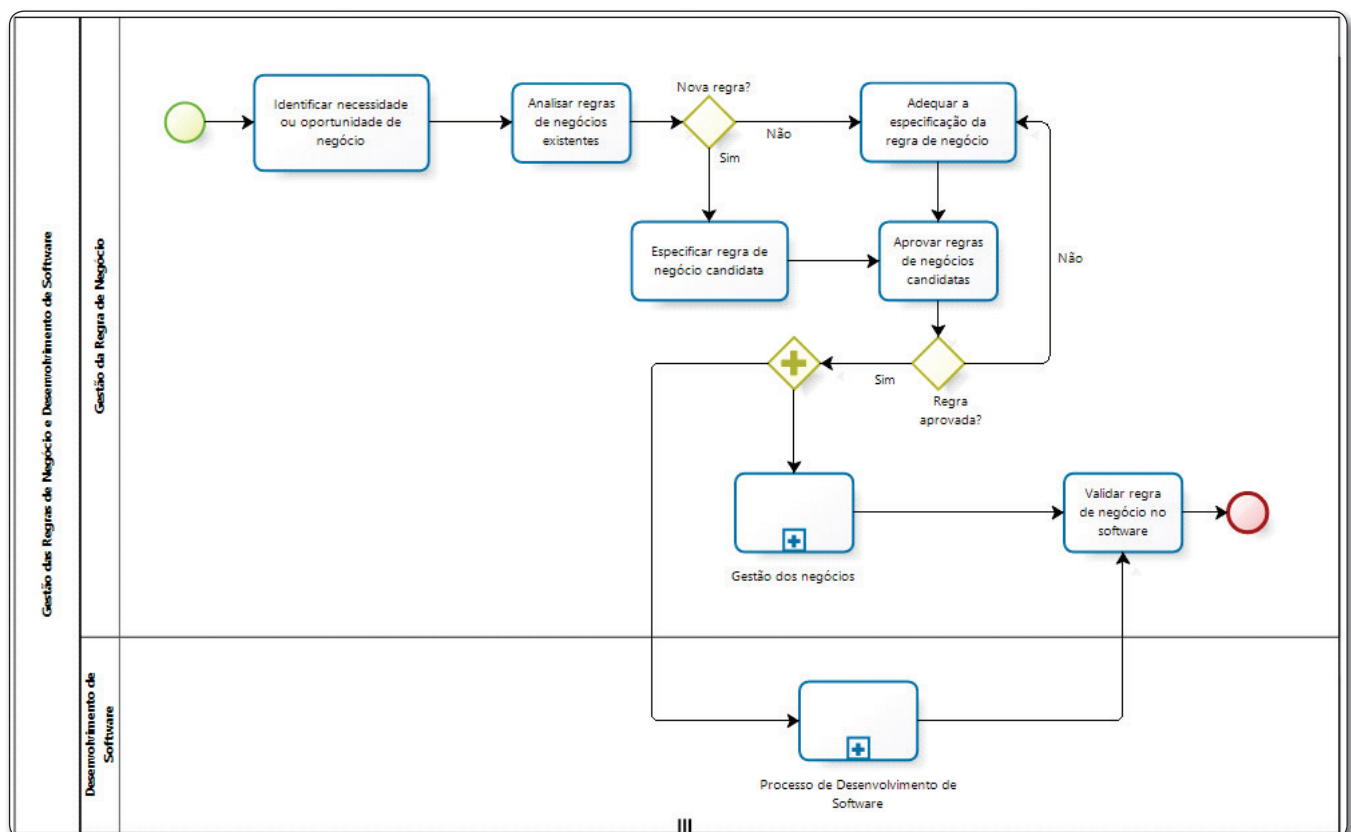 Gestão das Regras de Negócio e Desenvolvimento de Software
Gestão da Regra de Negócio
Identificar necessidade
ou oportunidade de
negócio
Analisar regras
de negócios
existentes
Nova regra?
Não
Sim
Adequar a
especificação da
regra de negócio
Especificar regra de
negócio candidata
Aprovar regras
de negócios
candidatas
Não
Sim
Regra
aprovada?
Gestão dos negócios
Validar regra
de negócio no
software
Desenvolvimento de
Software
Processo de Desenvolvimento de
Software